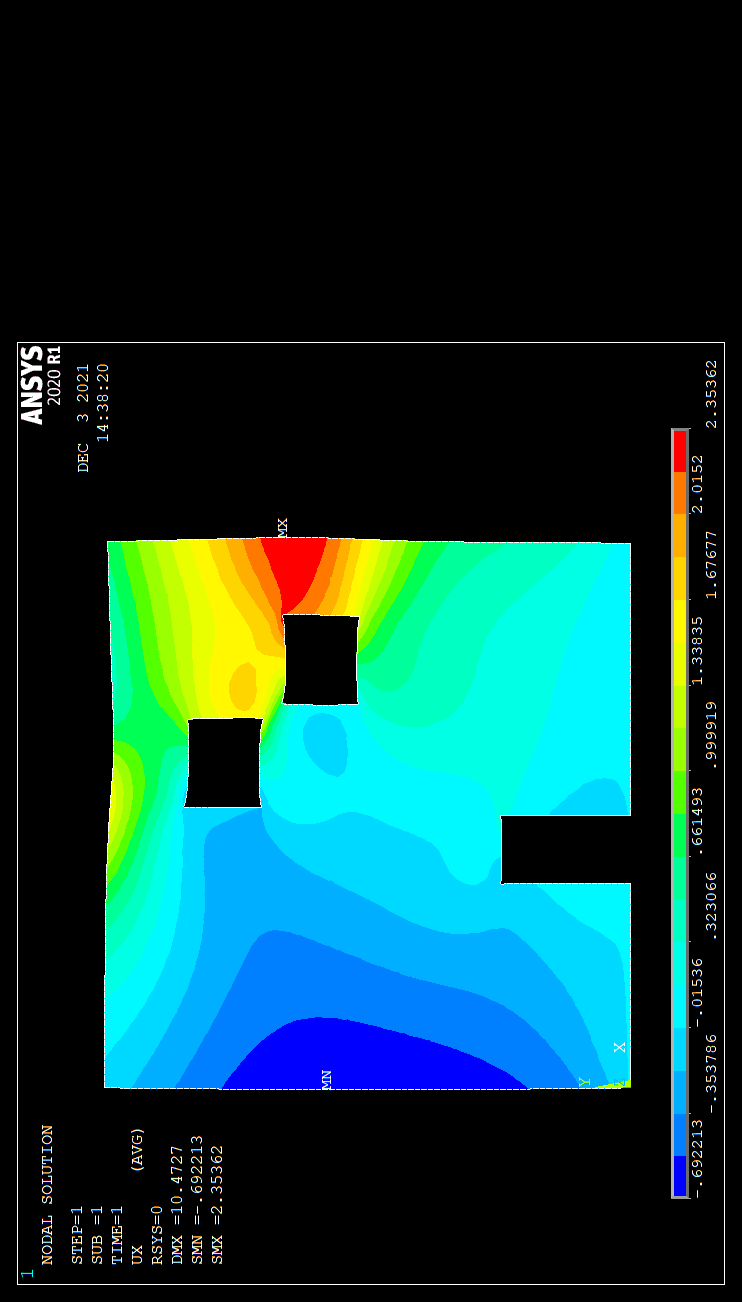 1
NODAL SOLUTION
STEP=1
SUB =1
TIME=1
UX (AVG)
RSYS=0
DMX =10.4727
SMN =-.692213
SMX =2.35362
ANSYS
2020 R1
DEC 3 2021
14:38:20
MN
MX
Y
X
-.692213
-.353786
-.01536
.323066
.661493
.999919
1.33835
1.67677
2.0152
2.35362